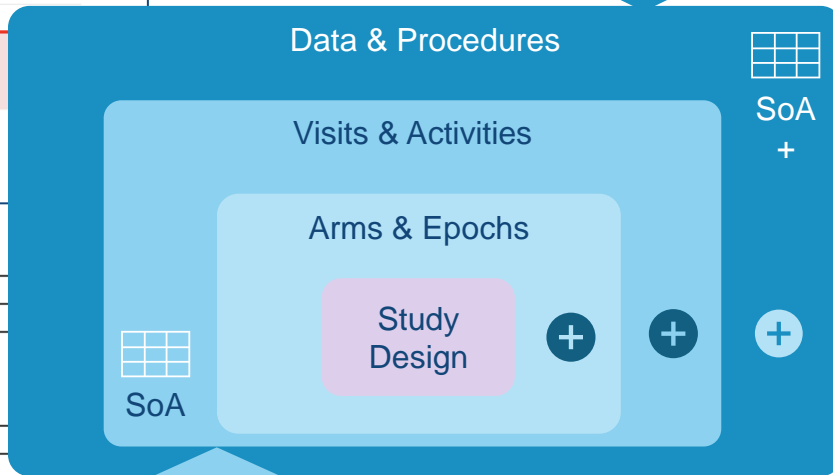 Data & Procedures
SoA
+
Visits & Activities
Arms & Epochs
Study
Design
+
+
+
SoA